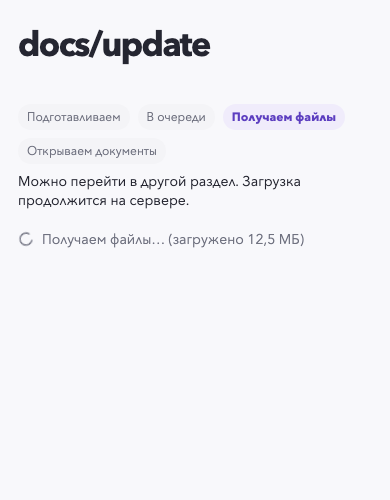 docs/update
Подготавливаем В очереди Получаем файлы
Открываем документы
Можно перейти в другой раздел. Загрузка
продолжится на сервере.
Получаем файлы… (загружено 12,5 МБ)